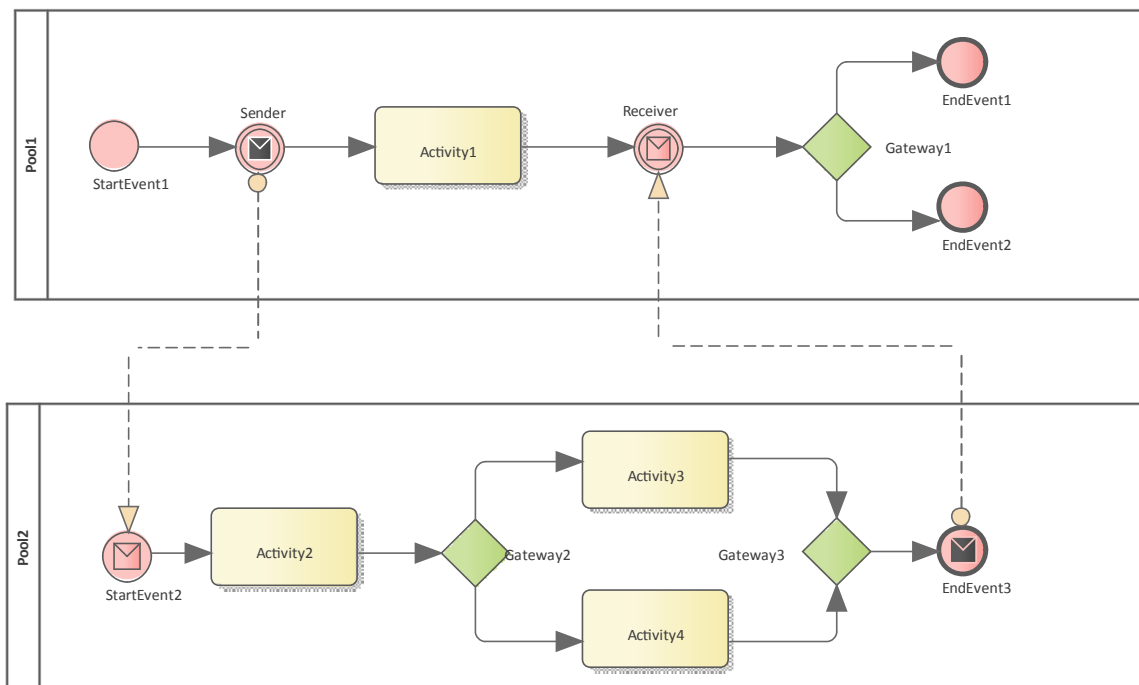 Pool1
StartEvent1
Sender
Activity1
Receiver
Gateway1
EndEvent1
EndEvent2
Pool2
StartEvent2
Activity2
Gateway2
Activity3
Activity4
Gateway3
EndEvent3